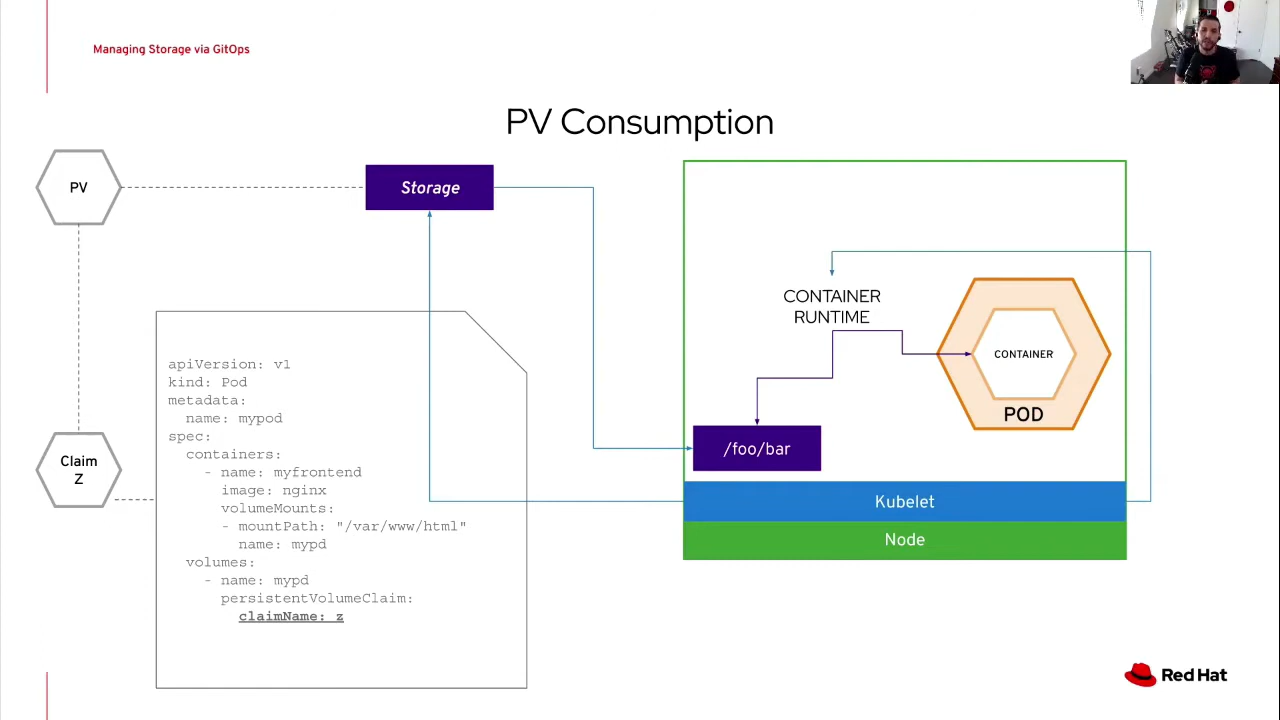 Managing Storage via GitOps
PV Consumption
PV
Storage
CONTAINER
RUNTIME
CONTAINER
POD
apiVersion: v1
kind: Pod
metadata:
  name: mypod
spec:
  containers:
    - name: myfrontend
      image: nginx
      volumeMounts:
      - mountPath: "/var/www/html"
        name: mypd
  volumes:
    - name: mypd
      persistentVolumeClaim:
        claimName: z
Claim
Z
/foo/bar
Kubelet
Node
Red Hat